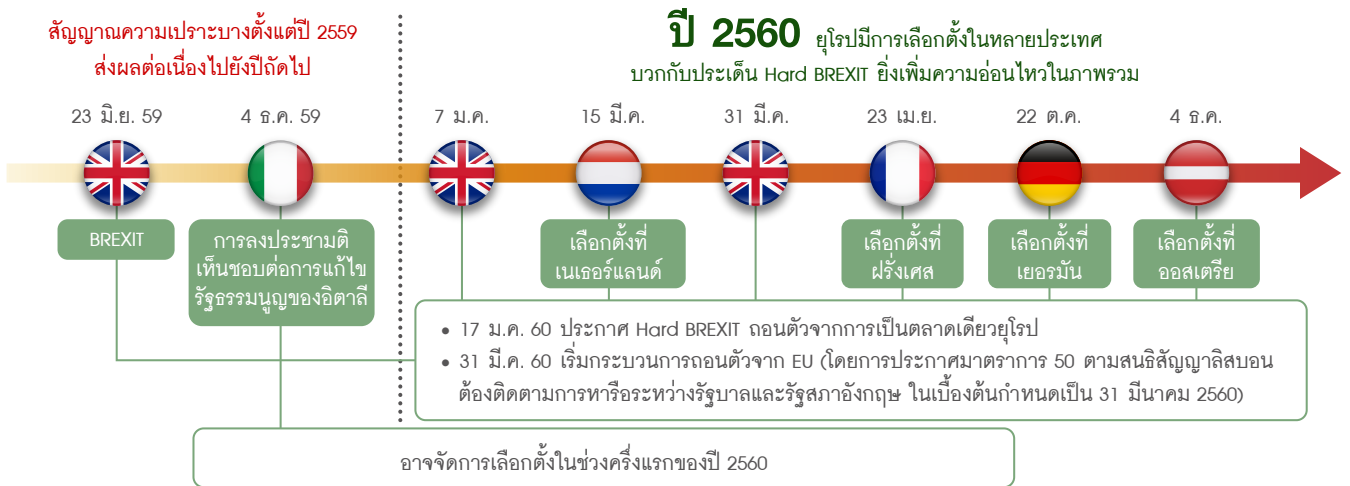 สัญญาณความเปราะบางตั้งแต่ปี 2559
ส่งผลต่อเนื่องไปยังปีถัดไป
ปี 2560 ยุโรปมีการเลือกตั้งในหลายประเทศ
บวกกับประเด็น Hard BREXIT ยิ่งเพิ่มความอ่อนไหวในภาพรวม
23 มิ.ย. 59
4 ธ.ค. 59
7 ม.ค.
15 มี.ค.
31 มี.ค.
23 เม.ย.
22 ต.ค.
4 ธ.ค.
BREXIT
การลงประชามติ
เห็นชอบต่อการแก้ไข
รัฐธรรมนูญของอิตาลี
เลือกตั้งที่
เนเธอร์แลนด์
เลือกตั้งที่
ฝรั่งเศส
เลือกตั้งที่
เยอรมัน
เลือกตั้งที่
ออสเตรีย
• 17 ม.ค. 60 ประกาศ Hard BREXIT ถอนตัวจากการเป็นตลาดเดียวยุโรป
• 31 มี.ค. 60 เริ่มกระบวนการถอนตัวจาก EU (โดยการประกาศมาตราการ 50 ตามสนธิสัญญาลิสบอน
ต้องติดตามการหารือระหว่างรัฐบาลและรัฐสภาอังกฤษ ในเบื้องต้นกำหนดเป็น 31 มีนาคม 2560)
อาจจัดการเลือกตั้งในช่วงครึ่งแรกของปี 2560